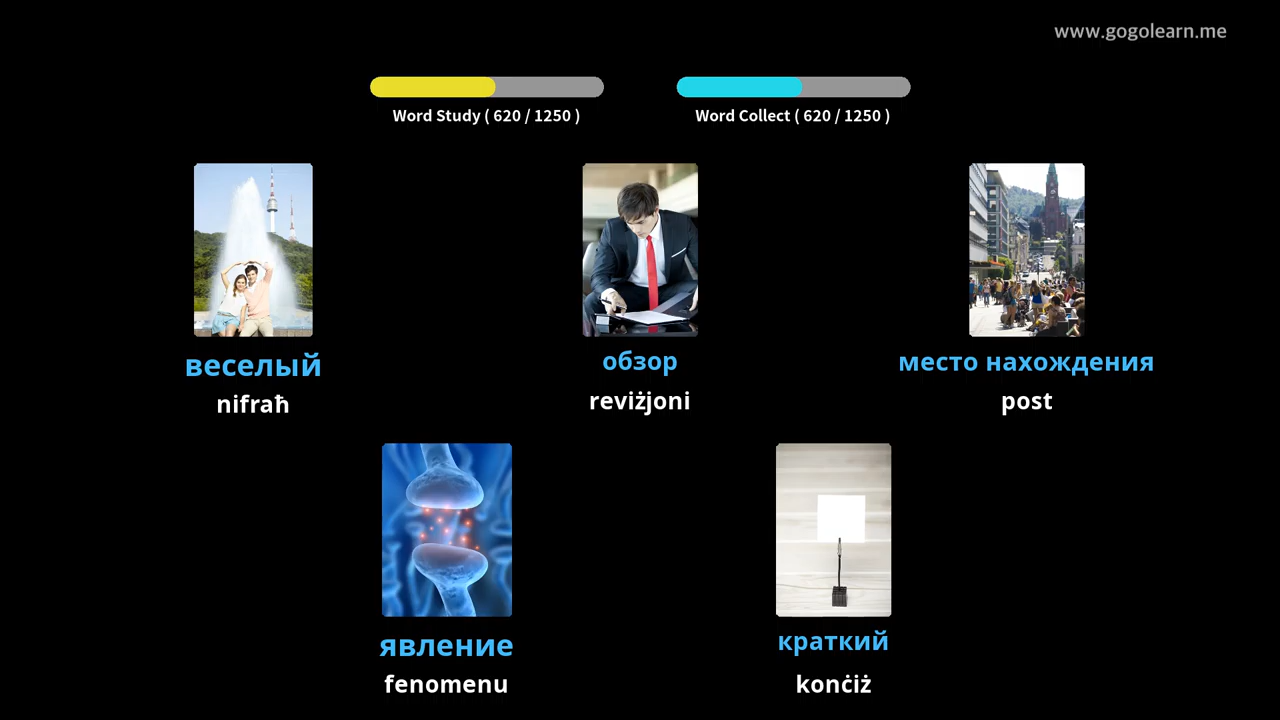 www.gogolearn.me
Word Study ( 620 / 1250 )
Word Collect ( 620 / 1250 )
веселый
nifraħ
обзор
reviżjoni
место нахождения
post
явление
fenomenu
краткий
konċiż